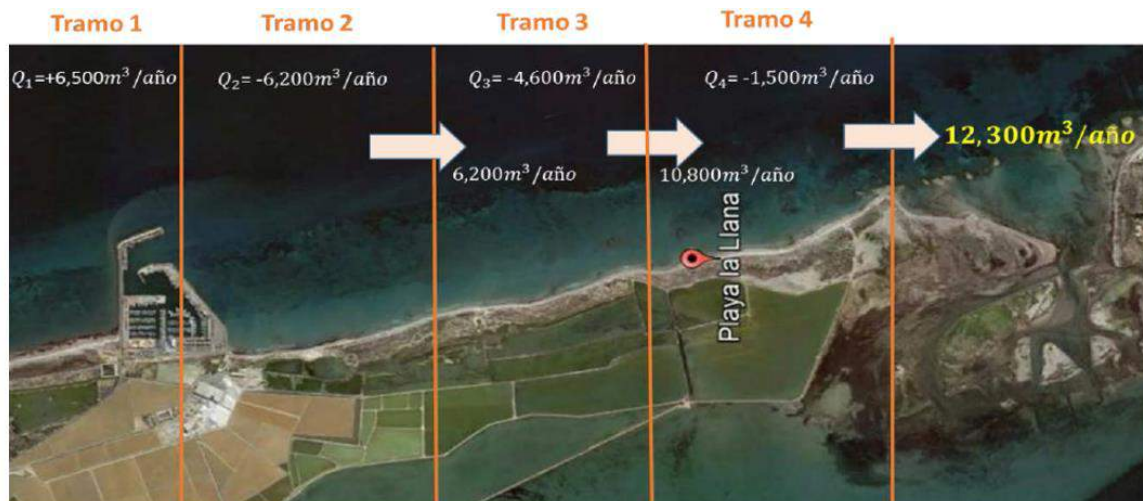 Tramo 1
Tramo 2
Tramo 3
Tramo 4
Q₁=+6,500m³/año
Q₂= -6,200m³/año
Q₃= -4,600m³/año
Q₄= -1,500m³/año
12,300m³/año
6,200m³/año
10,800m³/año
Playa la Llana